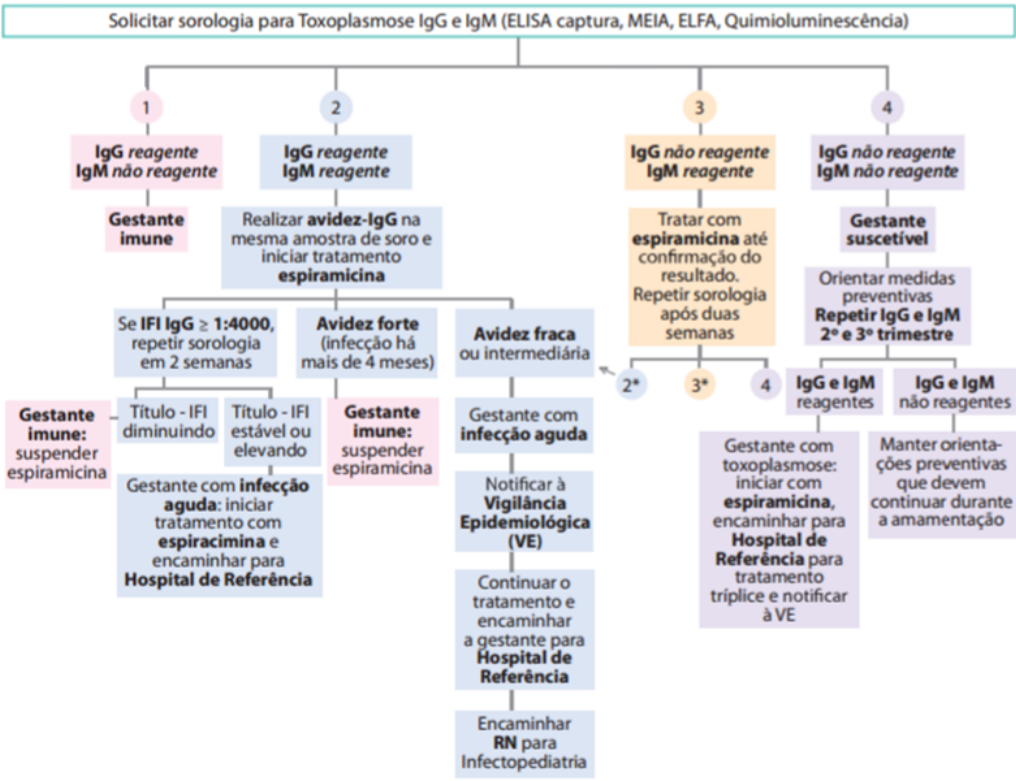 Solicitar sorologia para Toxoplasmose IgG e IgM (ELISA captura, MEIA, ELFA, Quimioluminescência)
1
IgG reagente
IgM não reagente
Gestante
imune
2
IgG reagente
IgM reagente
Realizar avidez-IgG na
mesma amostra de soro e
iniciar tratamento
espiramicina
Se IFI IgG ≥ 1:4000,
repetir sorologia
em 2 semanas
Título - IFI
diminuindo
Gestante
imune:
suspender
espiramicina
Título - IFI
estável ou
elevando
Gestante com infecção
aguda: iniciar
tratamento com
espiracimina e
encaminhar para
Hospital de Referência
Avidez forte
(infecção há
mais de 4 meses)
Gestante
imune:
suspender
espiramicina
Avidez fraca
ou intermediária
Gestante com
infecção aguda
Notificar à
Vigilância
Epidemiológica
(VE)
Continuar o
tratamento e
encaminhar
a gestante para
Hospital de
Referência
Encaminhar
RN para
Infectopediatria
3
IgG não reagente
IgM reagente
Tratar com
espiramicina até
confirmação do
resultado.
Repetir sorologia
após duas
semanas
2*
3*
4
4
IgG não reagente
IgM não reagente
Gestante
suscetível
Orientar medidas
preventivas
Repetir IgG e IgM
2º e 3º trimestre
IgG e IgM
reagentes
Gestante com
toxoplasmose:
iniciar com
espiramicina,
encaminhar para
Hospital de
Referência para
tratamento
tríplice e notificar
à VE
IgG e IgM
não reagentes
Manter orienta-
ções preventivas
que devem
continuar durante
a amamentação